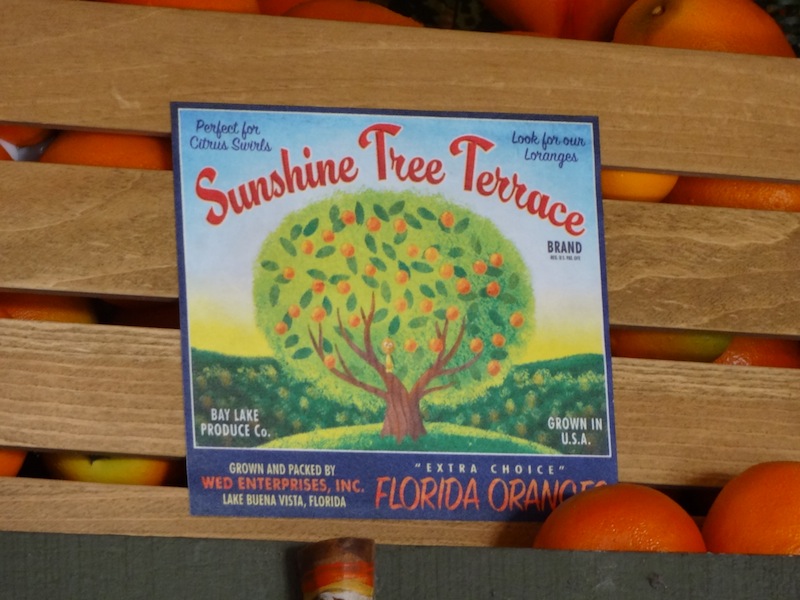 Perfect for
Citrus Swirls
Look for our
Loranges
Sunshine Tree Terrace
BRAND
BAY LAKE
PRODUCE Co.
GROWN IN
U.S.A.
GROWN AND PACKED BY
WED ENTERPRISES, INC.
LAKE BUENA VISTA, FLORIDA
"EXTRA CHOICE"
FLORIDA ORANGES